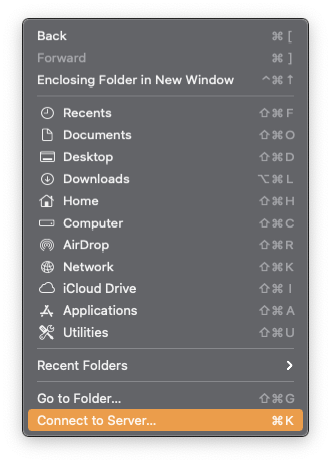 Back ⌘ [
Forward ⌘ ]
Enclosing Folder in New Window ^⌘↑
Recents ⇧⌘F
Documents ⇧⌘O
Desktop ⇧⌘D
Downloads ⌥⌘L
Home ⇧⌘H
Computer ⇧⌘C
AirDrop ⇧⌘R
Network ⇧⌘K
iCloud Drive ⇧⌘I
Applications ⇧⌘A
Utilities ⇧⌘U
Recent Folders
Go to Folder... ⇧⌘G
Connect to Server... ⌘K